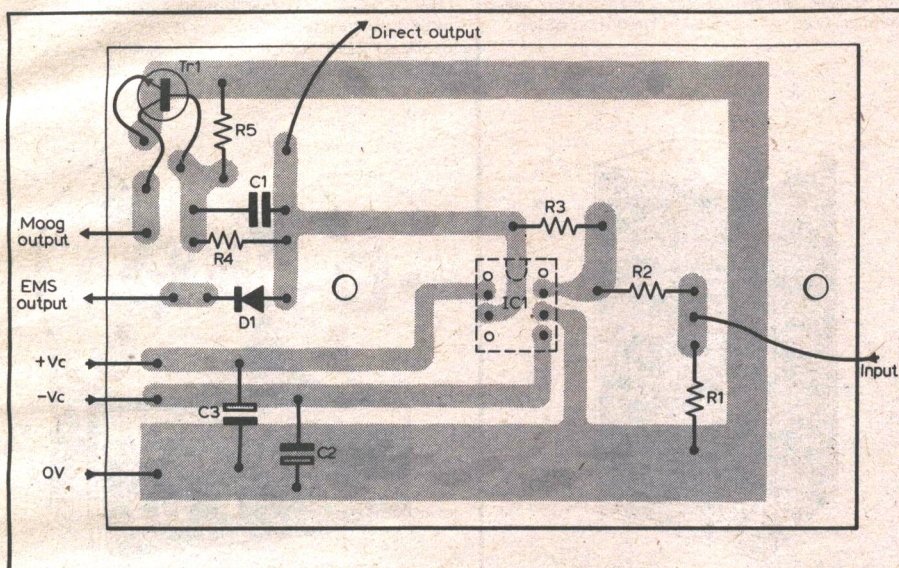 Direct output
Tr1
R5
C1
R3
Moog
output
R4
R2
EMS
output
D1
IC1
+Vc
Input
-Vc
R1
C3
C2
0V